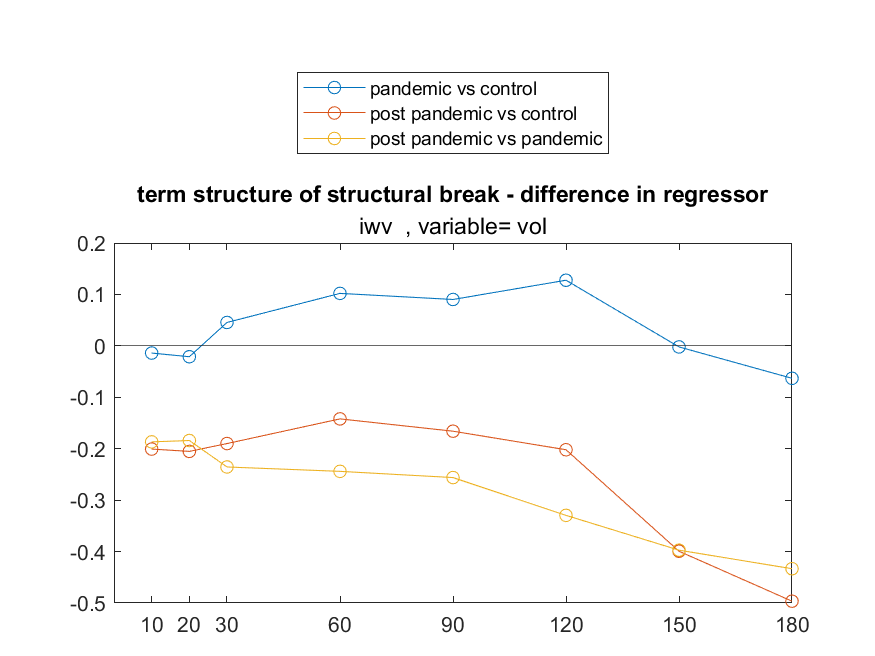 pandemic vs control
post pandemic vs control
post pandemic vs pandemic
term structure of structural break - difference in regressor
iwv , variable= vol
0.2
0.1
0
-0.1
-0.2
-0.3
-0.4
-0.5
10 20 30 60 90 120 150 180